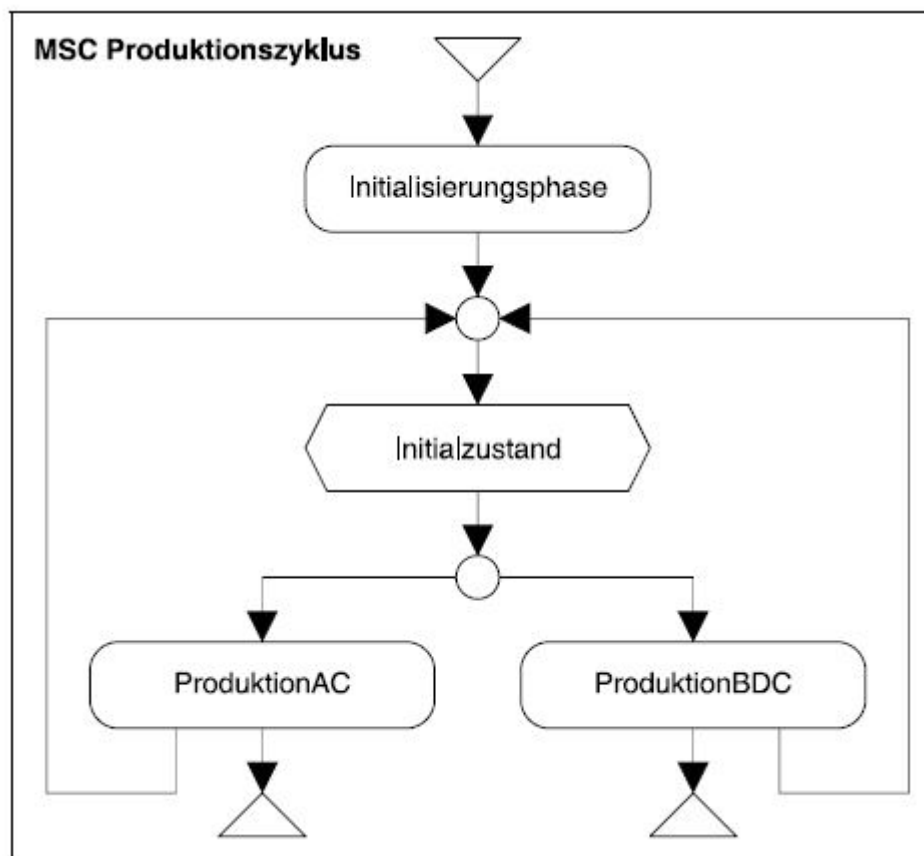 MSC Produktionszyklus
Initialisierungsphase
Initialzustand
ProduktionAC
ProduktionBDC